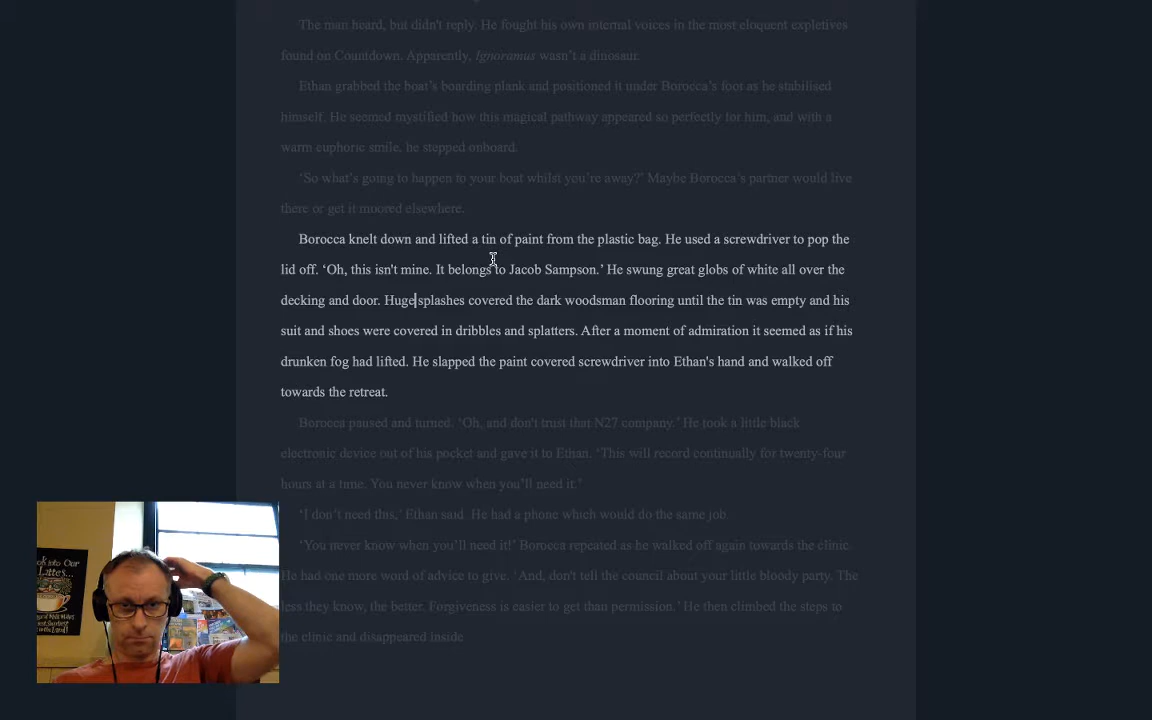 The man heard, but didn't reply. He fought his own internal voices in the most eloquent expletives
found on Countdown. Apparently, Ignoramus wasn’t a dinosaur.
Ethan grabbed the boat’s boarding plank and positioned it under Borocca’s foot as he stabilised
himself. He seemed mystified how this magical pathway appeared so perfectly for him, and with a
warm euphoric smile, he stepped onboard.
‘So what’s going to happen to your boat whilst you’re away?’ Maybe Borocca’s partner would live
there or get it moored elsewhere.
Borocca knelt down and lifted a tin of paint from the plastic bag. He used a screwdriver to pop the
lid off. ‘Oh, this isn't mine. It belongs to Jacob Sampson.’ He swung great globs of white all over the
decking and door. Huge splashes covered the dark woodsman flooring until the tin was empty and his
suit and shoes were covered in dribbles and splatters. After a moment of admiration it seemed as if his
drunken fog had lifted. He slapped the paint covered screwdriver into Ethan's hand and walked off
towards the retreat.
Borocca paused and turned. ‘Oh, and don't trust that N27 company.’ He took a little black
electronic device out of his pocket and gave it to Ethan. ‘This will record continually for twenty-four
hours at a time. You never know when you’ll need it.’
‘I don’t need this,’ Ethan said. He had a phone which would do the same job.
‘You never know when you’ll need it!’ Borocca repeated as he walked off again towards the clinic.
He had one more word of advice to give. ‘And, don't tell the council about your little bloody party. The
less they know, the better. Forgiveness is easier to get than permission.’ He then climbed the steps to
the clinic and disappeared inside
Our
Lattes...